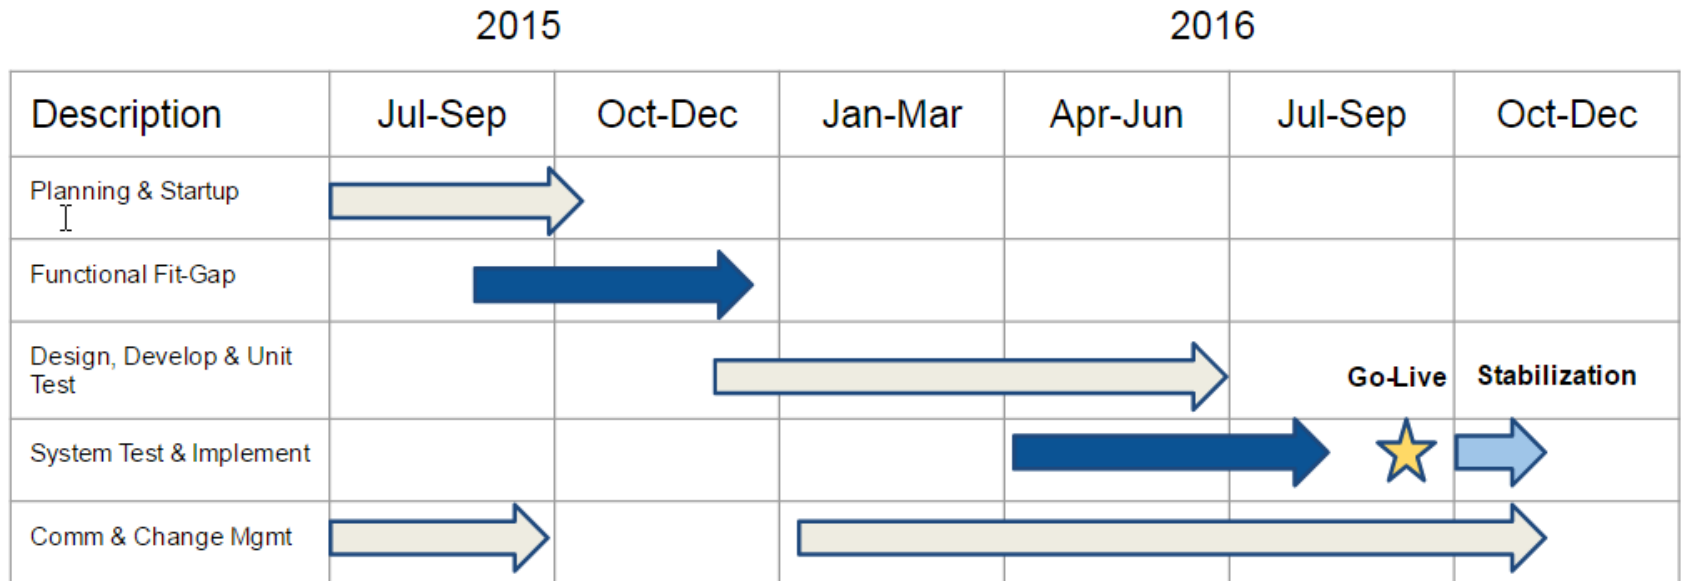 2015 2016
Description Jul-Sep Oct-Dec Jan-Mar Apr-Jun Jul-Sep Oct-Dec
Planning & Startup
Functional Fit-Gap
Design, Develop & Unit
Test
Go-Live Stabilization
System Test & Implement
Comm & Change Mgmt